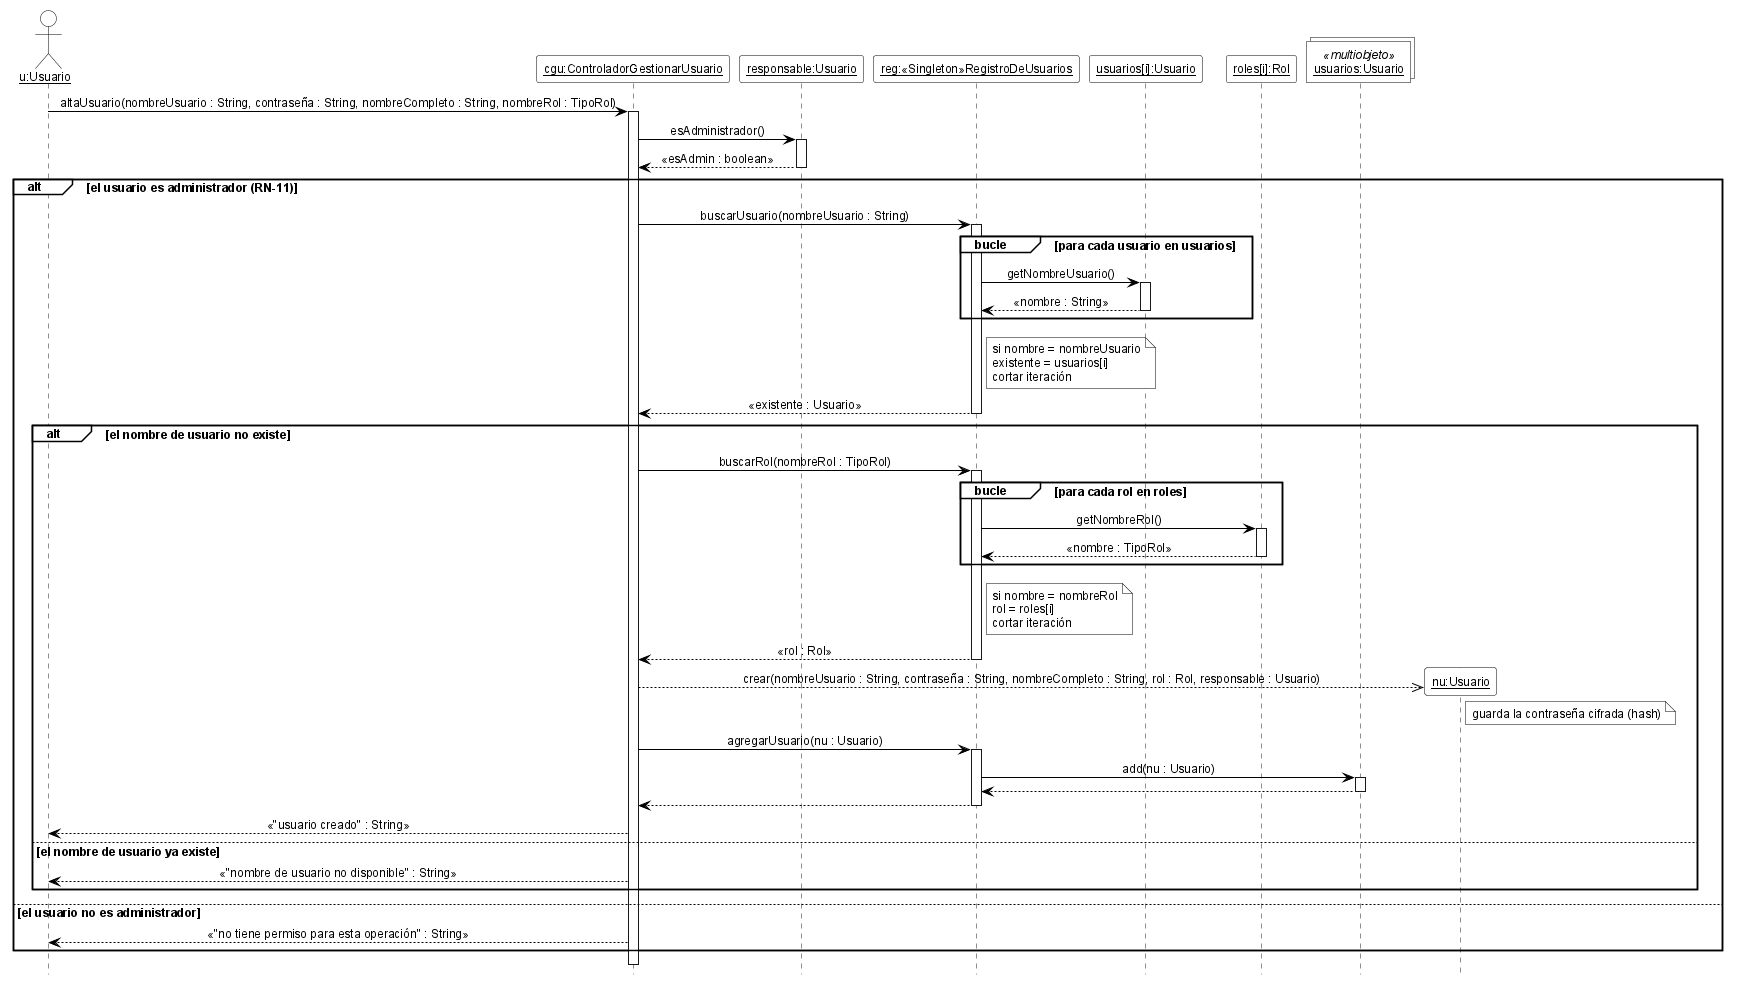 u:Usuario
cgu:ControladorGestionarUsuario
responsable:Usuario
reg:«Singleton»RegistroDeUsuarios
usuarios[i]:Usuario
roles[i]:Rol
«multiobjeto»
usuarios:Usuario
altaUsuario(nombreUsuario : String, contraseña : String, nombreCompleto : String, nombreRol : TipoRol)
esAdministrador()
«esAdmin : boolean»
alt [el usuario es administrador (RN-11)]
buscarUsuario(nombreUsuario : String)
bucle [para cada usuario en usuarios]
getNombreUsuario()
«nombre : String»
si nombre = nombreUsuario
existente = usuarios[i]
cortar iteración
«existente : Usuario»
alt [el nombre de usuario no existe]
buscarRol(nombreRol : TipoRol)
bucle [para cada rol en roles]
getNombreRol()
«nombre : TipoRol»
si nombre = nombreRol
rol = roles[i]
cortar iteración
«rol : Rol»
crear(nombreUsuario : String, contraseña : String, nombreCompleto : String, rol : Rol, responsable : Usuario)
nu:Usuario
guarda la contraseña cifrada (hash)
agregarUsuario(nu : Usuario)
add(nu : Usuario)
«"usuario creado" : String»
[el nombre de usuario ya existe]
«"nombre de usuario no disponible" : String»
[el usuario no es administrador]
«"no tiene permiso para esta operación" : String»